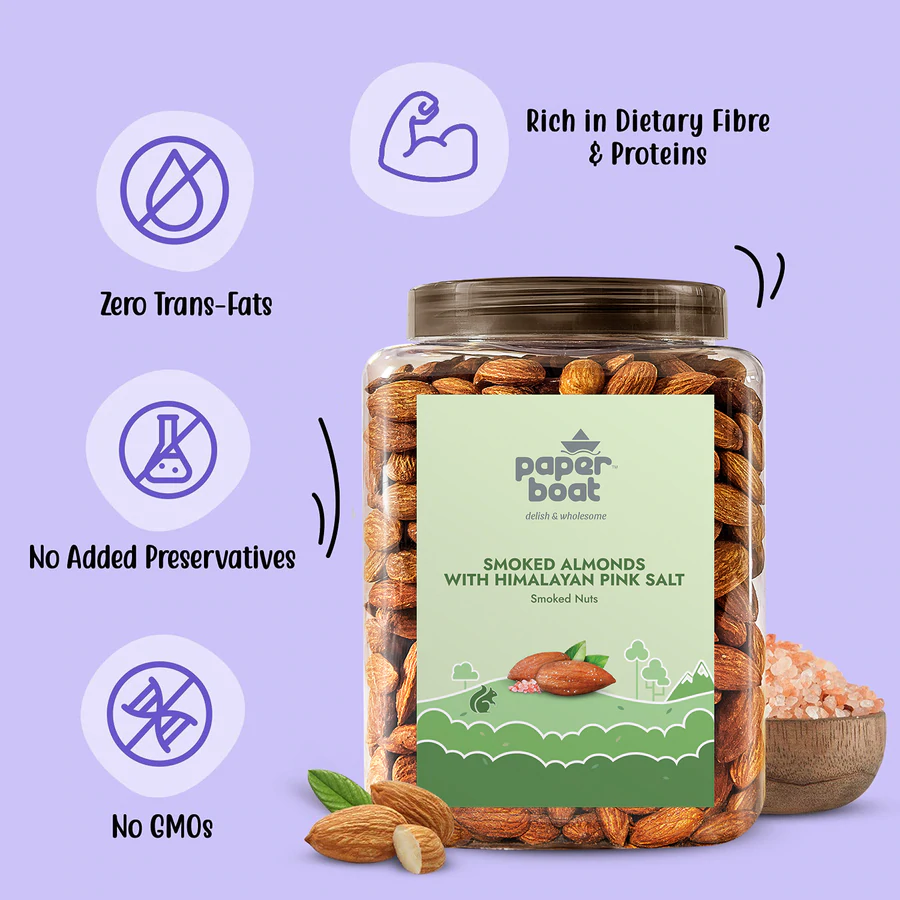 Rich in Dietary Fibre
& Proteins
Zero Trans-Fats
No Added Preservatives
No GMOs
paper
boat
™
delish & wholesome
SMOKED ALMONDS
WITH HIMALAYAN PINK SALT
Smoked Nuts